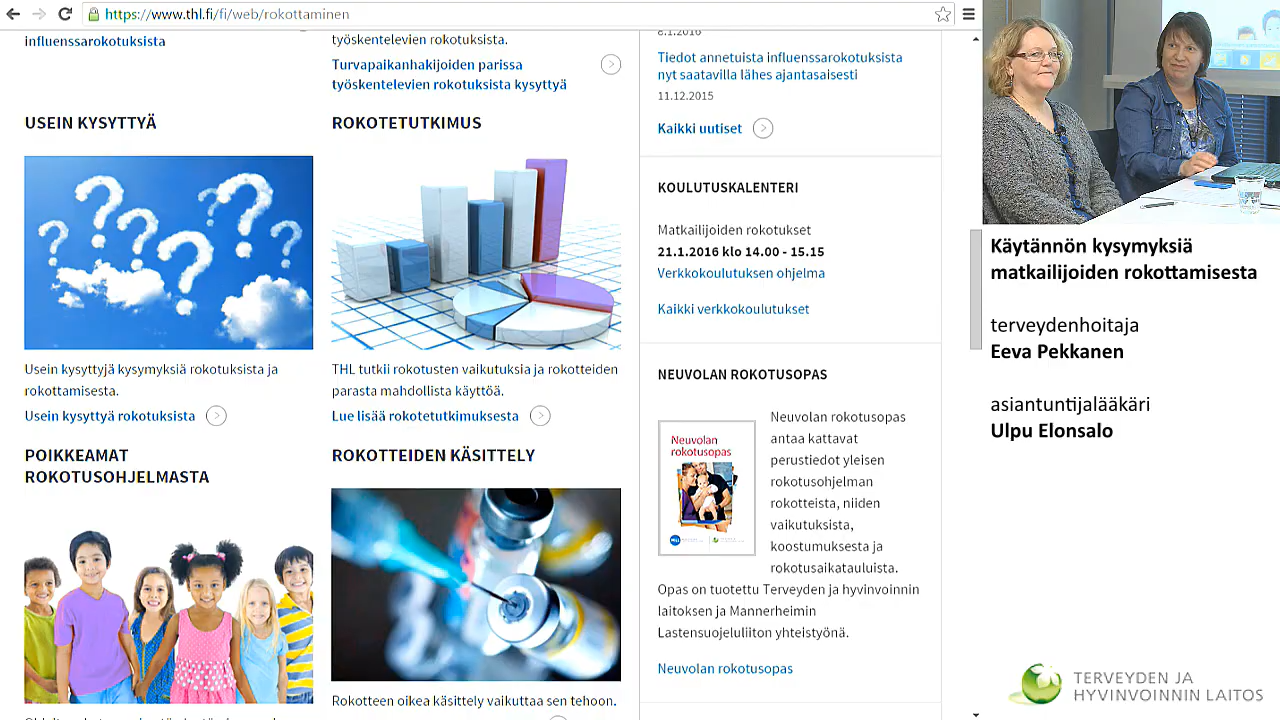 https://www.thl.fi/fi/web/rokottaminen
influenssarokotuksista
työskentelevien rokotuksista.
Turvapaikanhakijoiden parissa
työskentelevien rokotuksista kysyttyä
USEIN KYSYTTYÄ
Usein kysyttyjä kysymyksiä rokotuksista ja
rokottamisesta.
Usein kysyttyä rokotuksista
ROKOTETUTKIMUS
THL tutkii rokotusten vaikutuksia ja rokotteiden
parasta mahdollista käyttöä.
Lue lisää rokotetutkimuksesta
POIKKEAMAT
ROKOTUSOHJELMASTA
ROKOTTEIDEN KÄSITTELY
Rokotteen oikea käsittely vaikuttaa sen tehoon.
8.1.2016
Tiedot annetuista influenssarokotuksista
nyt saatavilla lähes ajantasaisesti
11.12.2015
Kaikki uutiset
KOULUTUSKALENTERI
Matkailijoiden rokotukset
21.1.2016 klo 14.00 - 15.15
Verkkokoulutuksen ohjelma
Kaikki verkkokoulutukset
NEUVOLAN ROKOTUSOPAS
Neuvolan
rokotusopas
Neuvolan rokotusopas
antaa kattavat
perustiedot yleisen
rokotusohjelman
rokotteista, niiden
vaikutuksista,
koostumuksesta ja
rokotusaikatauluista.
Opas on tuotettu Terveyden ja hyvinvoinnin
laitoksen ja Mannerheimin
Lastensuojeluliiton yhteistyönä.
Neuvolan rokotusopas
Käytännön kysymyksiä
matkailijoiden rokottamisesta
terveydenhoitaja
Eeva Pekkanen
asiantuntijalääkäri
Ulpu Elonsalo
TERVEYDEN JA
HYVINVOINNIN LAITOS